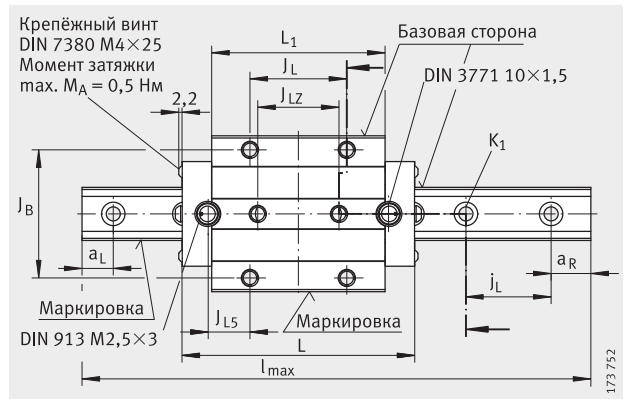 Крепёжный винт
DIN 7380 M4×25
Момент затяжки
max. MA = 0,5 Нм
2,2
L1
JL
JLZ
Базовая сторона
DIN 3771 10×1,5
K1
JB
aL
aR
jL
Маркировка
DIN 913 M2,5×3
JL5
Маркировка
L
lmax
173 752